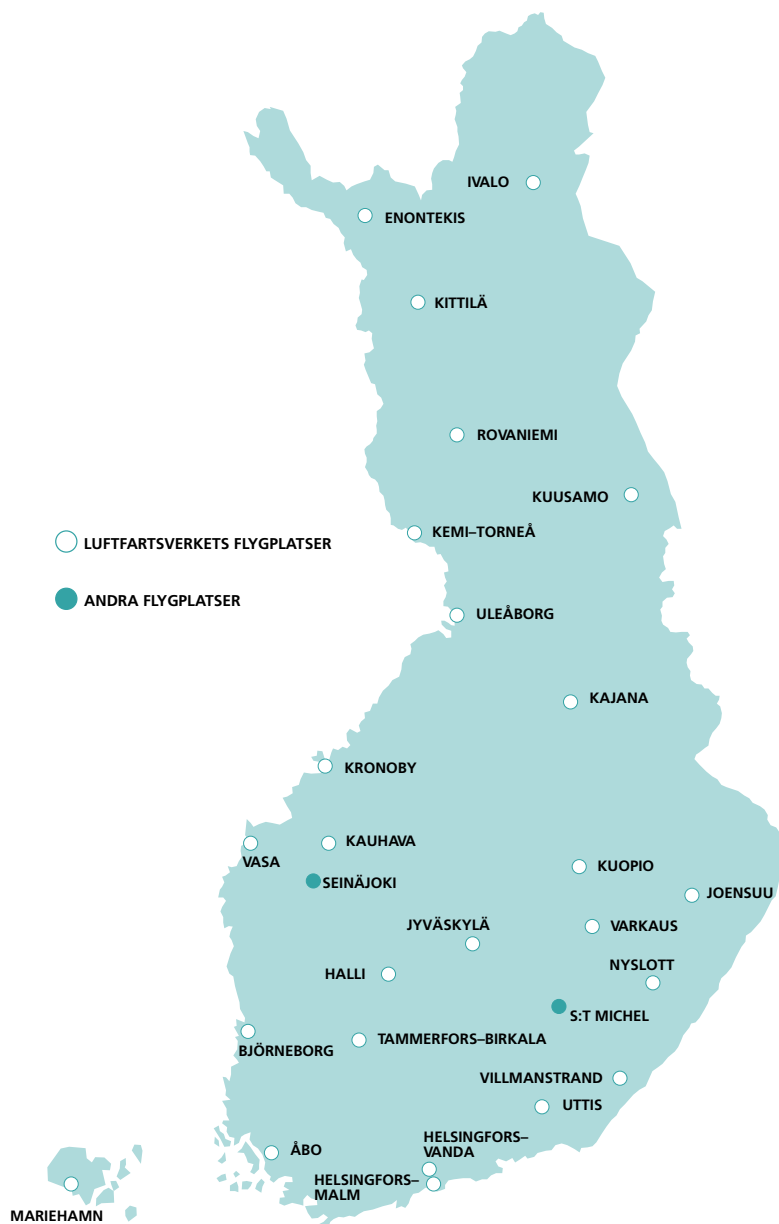 IVALO
ENONTEKIS
KITTILÄ
ROVANIEMI
KUUSAMO
KEMI–TORNEÅ
LUFTFARTSVERKETS FLYGPLATSER
ANDRA FLYGPLATSER
ULEÅBORG
KAJANA
KRONOBY
KAUHAVA
VASA
KUOPIO
SEINÄJOKI
JOENSUU
JYVÄSKYLÄ
VARKAUS
NYSLOTT
HALLI
S:T MICHEL
TAMMERFORS–BIRKALA
BJÖRNEBORG
VILLMANSTRAND
UTTIS
HELSINGFORS–
VANDA
ÅBO
HELSINGFORS–
MALM
MARIEHAMN